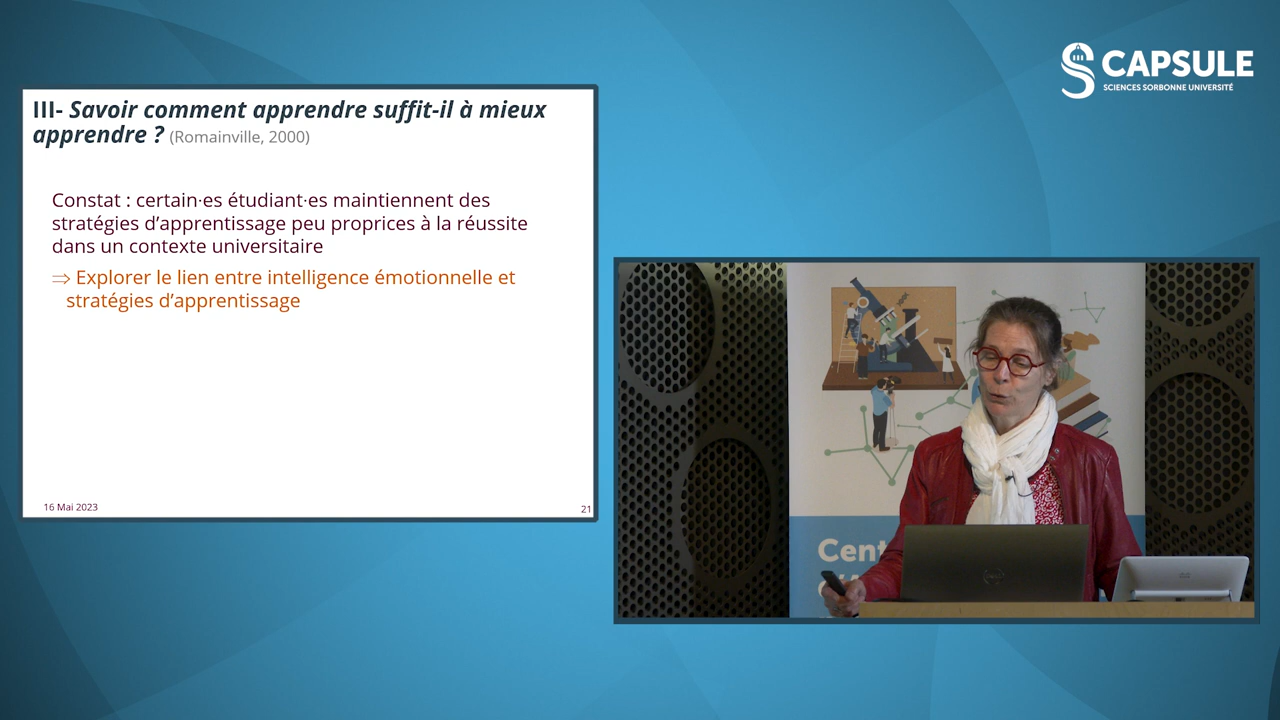 CAPSULE
SCIENCES SORBONNE UNIVERSITÉ
III- Savoir comment apprendre suffit-il à mieux
apprendre ? (Romainville, 2000)
Constat : certain·es étudiant·es maintiennent des
stratégies d’apprentissage peu proprices à la réussite
dans un contexte universitaire
⇒ Explorer le lien entre intelligence émotionnelle et
stratégies d’apprentissage
16 Mai 2023
21
Cent